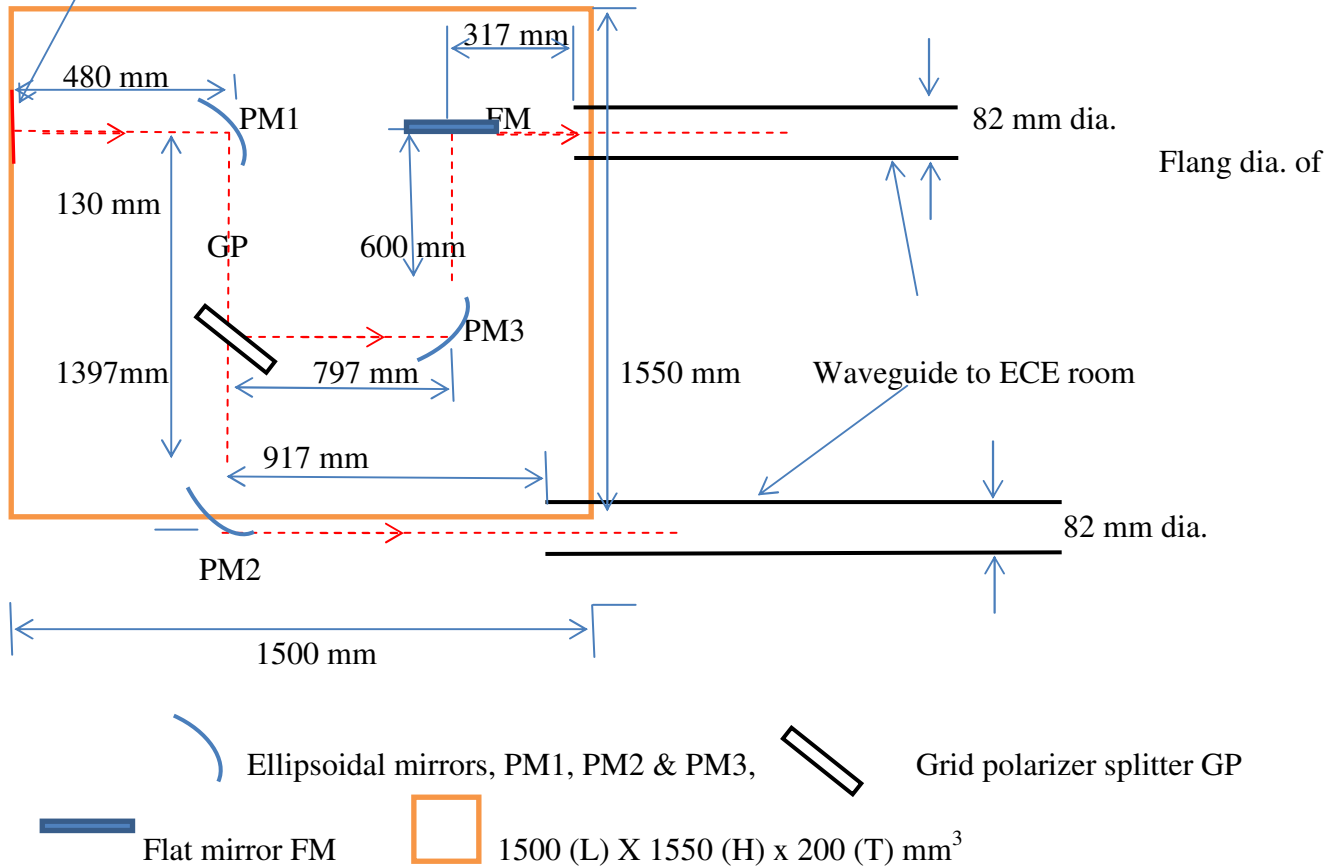 317 mm
480 mm
PM1
FM
82 mm dia.
Flang dia. of
130 mm
GP
600 mm
PM3
1397mm
797 mm
1550 mm
Waveguide to ECE room
917 mm
82 mm dia.
PM2
1500 mm
Ellipsoidal mirrors, PM1, PM2 & PM3,
Grid polarizer splitter GP
Flat mirror FM
1500 (L) X 1550 (H) x 200 (T) mm³